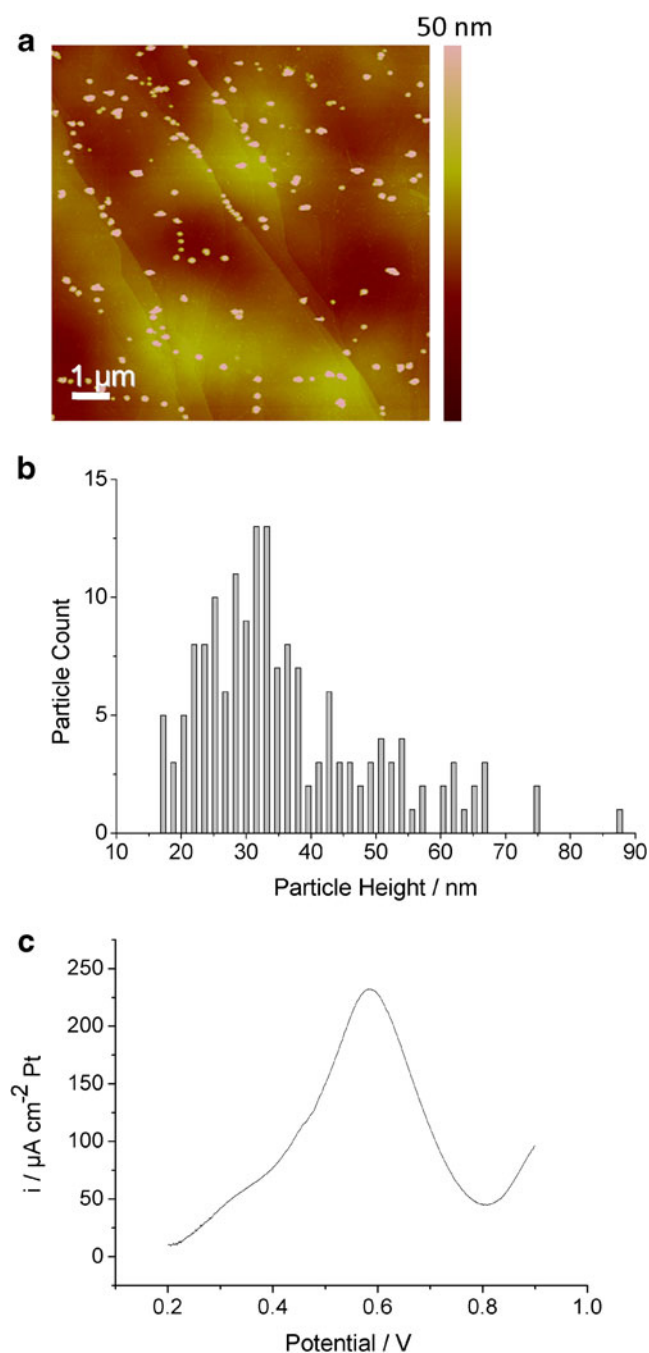 a
50 nm
1 µm
b
15
10
5
0
Particle Count
10 20 30 40 50 60 70 80 90
Particle Height / nm
c
250
200
150
100
50
0
i / µA cm⁻² Pt
0.2 0.4 0.6 0.8 1.0
Potential / V